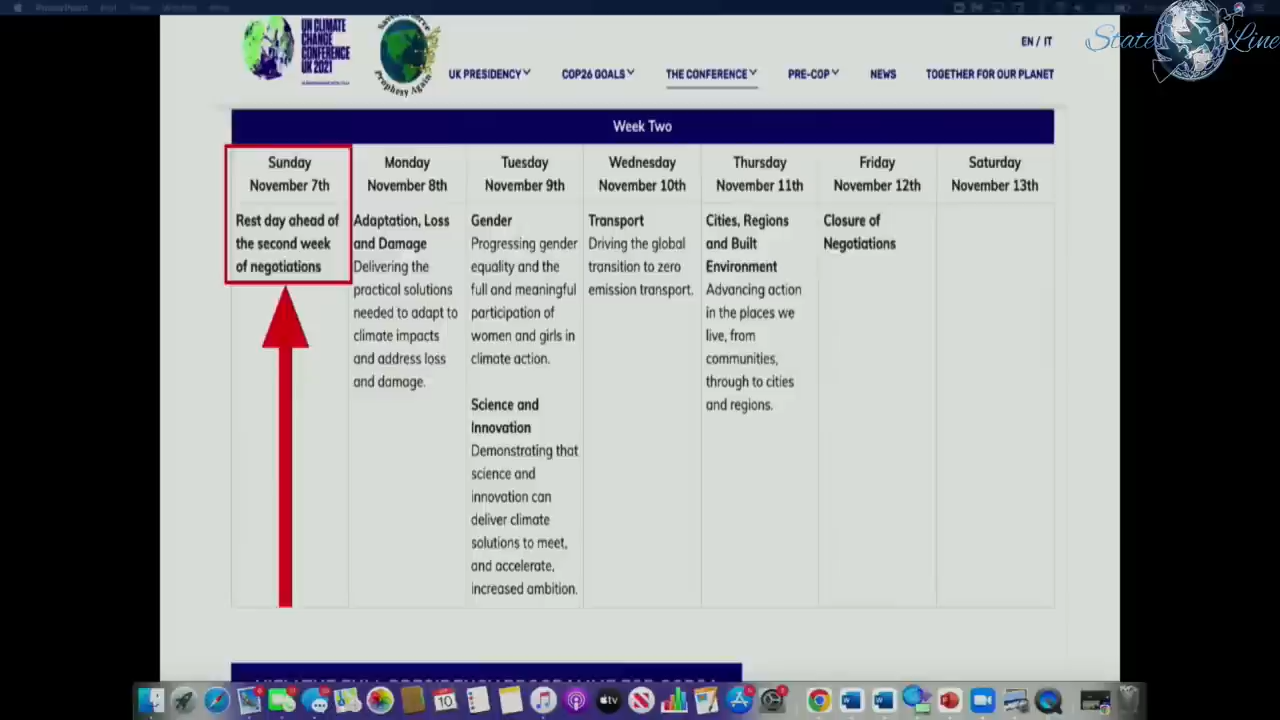 PowerPoint
State Line
UN CLIMATE
CHANGE
CONFERENCE
UK 2021
Prophesy Again
EN / IT
UK PRESIDENCY COP26 GOALS THE CONFERENCE PRE-COP NEWS TOGETHER FOR OUR PLANET
Week Two
Sunday
November 7th
Rest day ahead of
the second week
of negotiations
Monday
November 8th
Adaptation, Loss
and Damage
Delivering the
practical solutions
needed to adapt to
climate impacts
and address loss
and damage.
Tuesday
November 9th
Gender
Progressing gender
equality and the
full and meaningful
participation of
women and girls in
climate action.
Science and
Innovation
Demonstrating that
science and
innovation can
deliver climate
solutions to meet,
and accelerate,
increased ambition.
Wednesday
November 10th
Transport
Driving the global
transition to zero
emission transport.
Thursday
November 11th
Cities, Regions
and Built
Environment
Advancing action
in the places we
live, from
communities,
through to cities
and regions.
Friday
November 12th
Closure of
Negotiations
Saturday
November 13th
10
tv